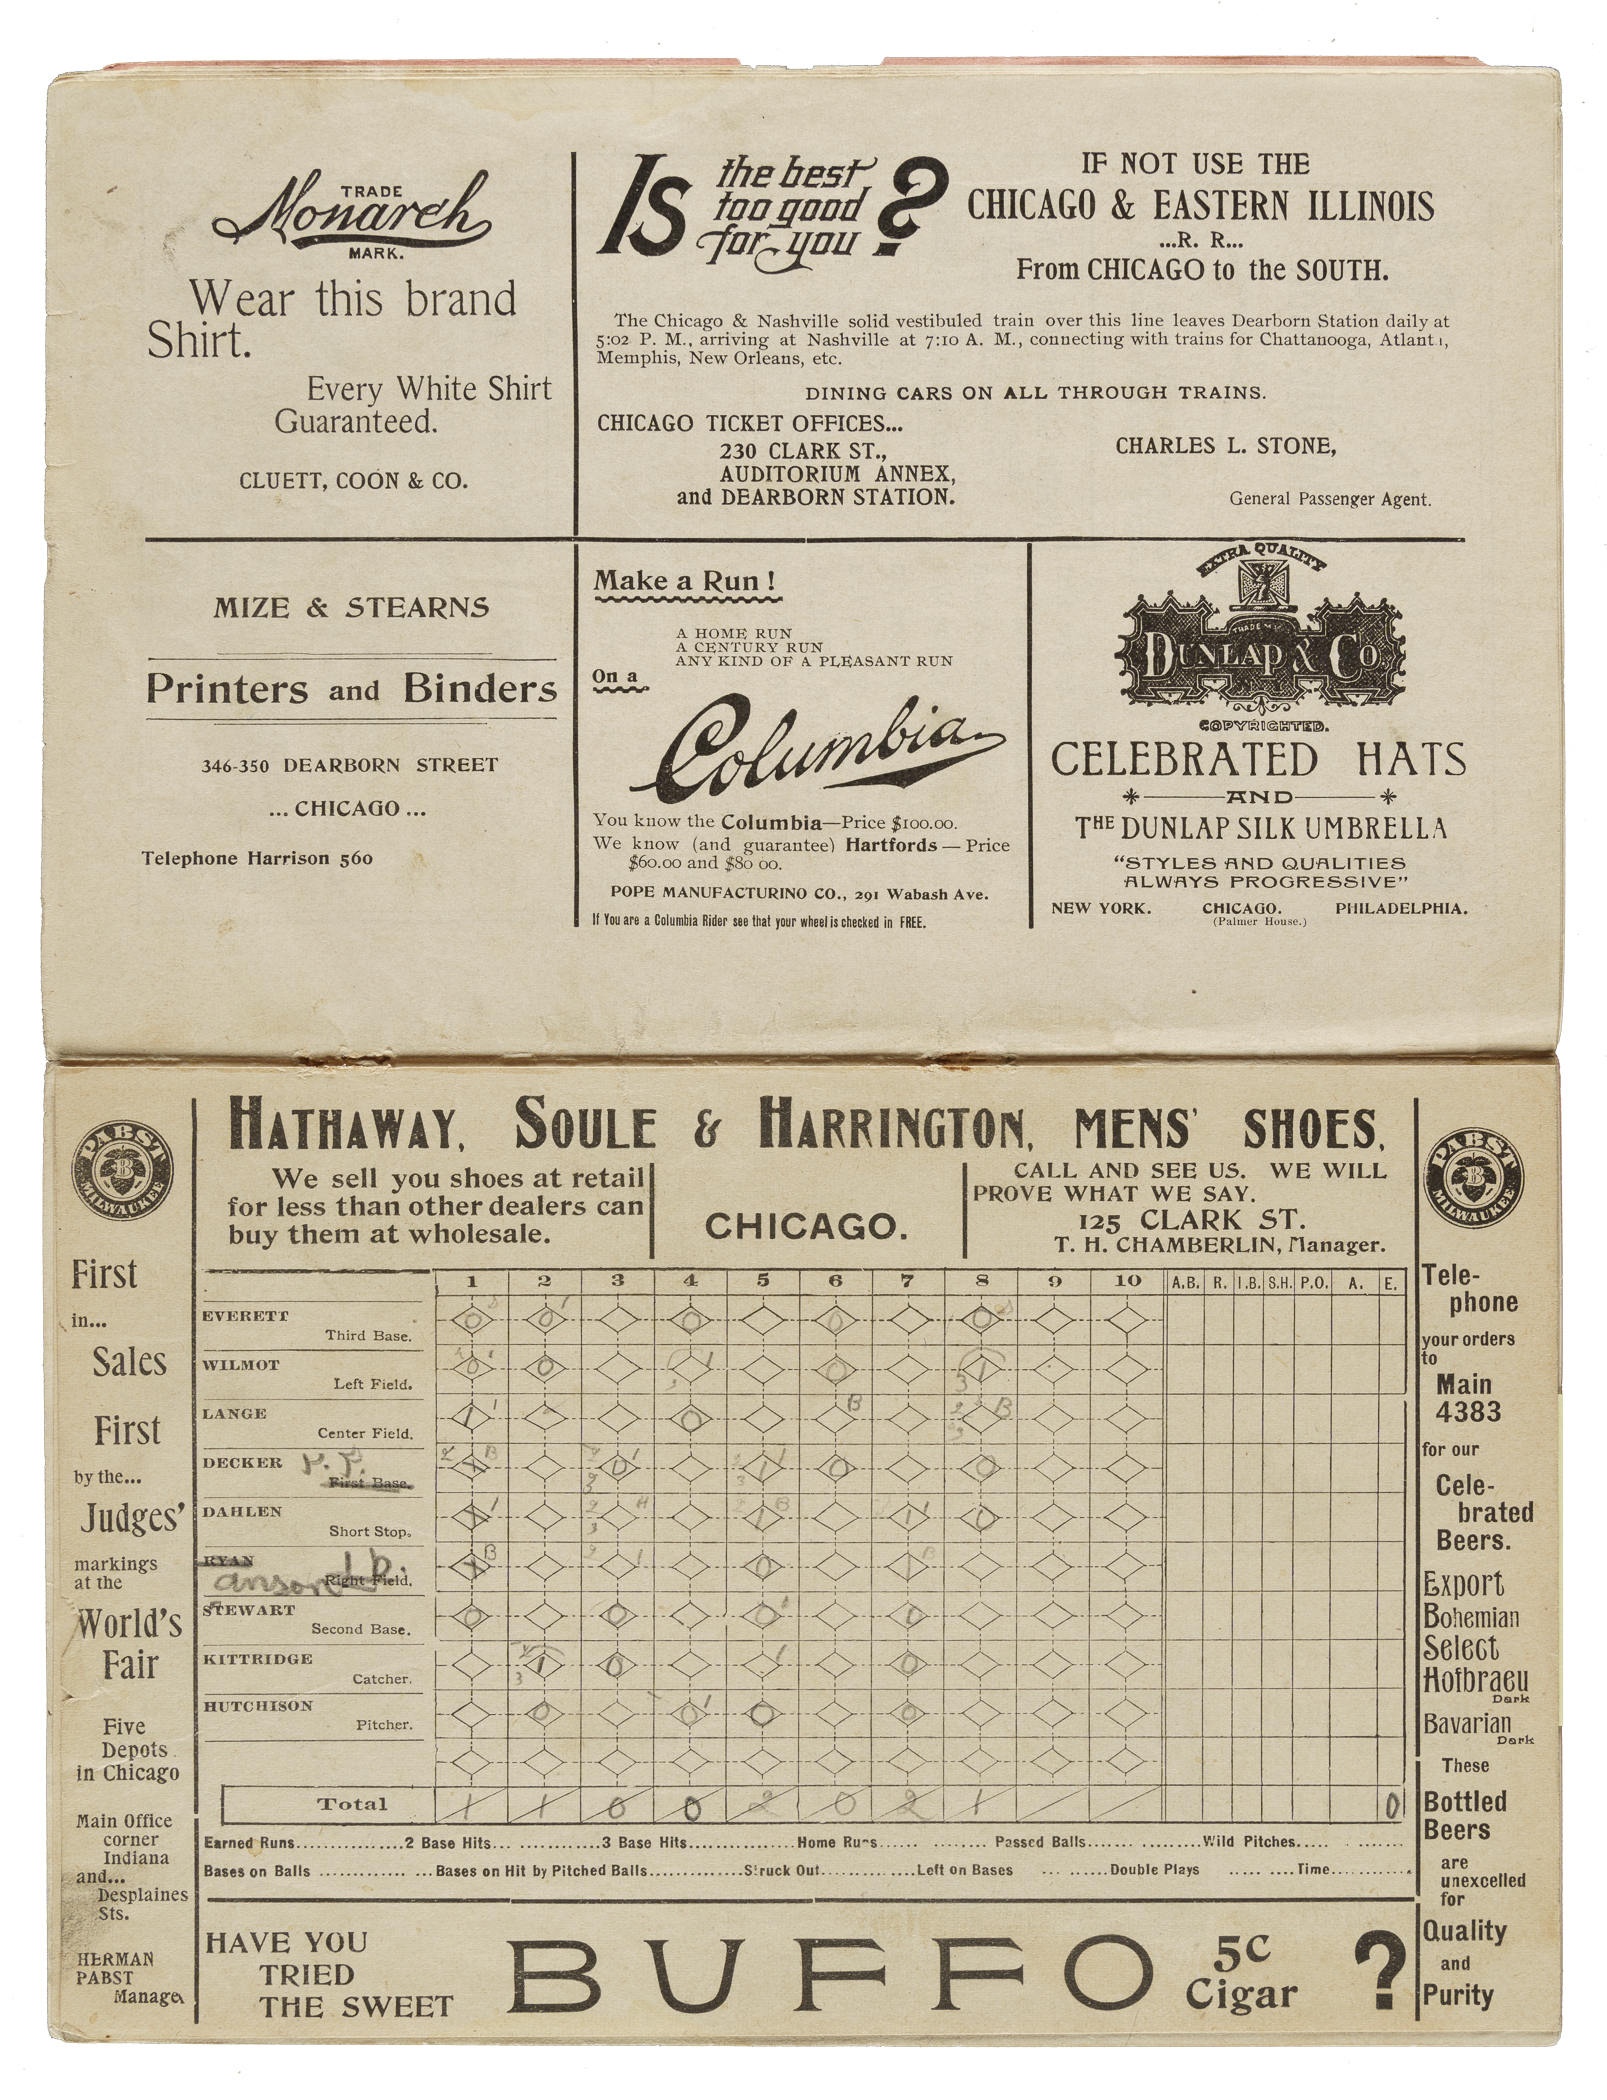 TRADE
Monarch
MARK.
Wear this brand
Shirt.
Every White Shirt
Guaranteed.
CLUETT, COON & CO.
Is the best too good for you?
IF NOT USE THE
CHICAGO & EASTERN ILLINOIS
...R. R...
From CHICAGO to the SOUTH.
The Chicago & Nashville solid vestibuled train over this line leaves Dearborn Station daily at
5:02 P. M., arriving at Nashville at 7:10 A. M., connecting with trains for Chattanooga, Atlanta,
Memphis, New Orleans, etc.
DINING CARS ON ALL THROUGH TRAINS.
CHICAGO TICKET OFFICES...
230 CLARK ST.,
AUDITORIUM ANNEX,
and DEARBORN STATION.
CHARLES L. STONE,
General Passenger Agent.
MIZE & STEARNS
Printers and Binders
346-350 DEARBORN STREET
... CHICAGO ...
Telephone Harrison 560
Make a Run!
A HOME RUN
A CENTURY RUN
ANY KIND OF A PLEASANT RUN
On a
Columbia
You know the Columbia—Price $100.00.
We know (and guarantee) Hartfords — Price
$60.00 and $80 00.
POPE MANUFACTURINO CO., 291 Wabash Ave.
If You are a Columbia Rider see that your wheel is checked in FREE.
EXTRA QUALITY
7
TRADE M'K
DUNLAP & CO
COPYRIGHTED.
CELEBRATED HATS
AND
THE DUNLAP SILK UMBRELLA
"STYLES AND QUALITIES
ALWAYS PROGRESSIVE"
NEW YORK. CHICAGO. PHILADELPHIA.
(Palmer House.)
PABST
B
MILWAUKEE
First
in...
Sales
First
by the...
Judges'
markings
at the
World's
Fair
Five
Depots
in Chicago
Main Office
corner
Indiana
and...
Desplaines
Sts.
HERMAN
PABST
Manager
HATHAWAY, SOULE & HARRINGTON, MENS' SHOES,
We sell you shoes at retail
for less than other dealers can
buy them at wholesale.
CHICAGO.
CALL AND SEE US. WE WILL
PROVE WHAT WE SAY.
125 CLARK ST.
T. H. CHAMBERLIN, Manager.
1 2 3 4 5 6 7 8 9 10 A.B. R. I.B. S.H. P.O. A. E.
EVERETT
Third Base.
WILMOT
Left Field.
LANGE
Center Field.
DECKER r. f.
First Base.
DAHLEN
Short Stop.
RYAN
anson 1 b.
Right Field.
STEWART
Second Base.
KITTRIDGE
Catcher.
HUTCHISON
Pitcher.
Total 1 1 0 0 2 0 2 1 0
Earned Runs...............2 Base Hits... ............3 Base Hits...............Home Runs...... ......... Passed Balls....... .........Wild Pitches..... . .......
Bases on Balls ............. ...Bases on Hit by Pitched Balls.............Struck Out..............Left on Bases ... .......Double Plays ..... .....Time............
HAVE YOU
TRIED
THE SWEET
BUFFO
5c
Cigar
?
PABST
B
MILWAUKEE
Tele-
phone
your orders
to
Main
4383
for our
Cele-
brated
Beers.
Export
Bohemian
Select
Hofbraeu
Dark
Bavarian
Dark
These
Bottled
Beers
are
unexcelled
for
Quality
and
Purity